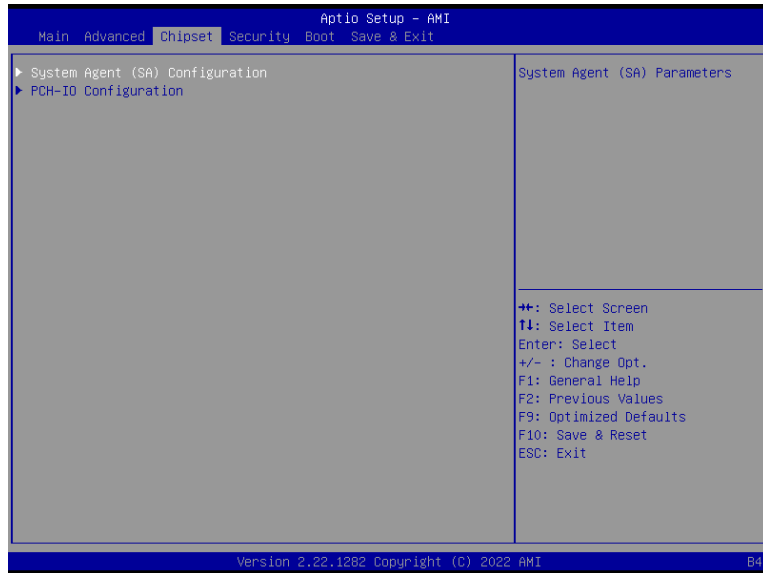 Aptio Setup - AMI
Main Advanced Chipset Security Boot Save & Exit
► System Agent (SA) Configuration
► PCH-IO Configuration
System Agent (SA) Parameters
→←: Select Screen
↑↓: Select Item
Enter: Select
+/- : Change Opt.
F1: General Help
F2: Previous Values
F9: Optimized Defaults
F10: Save & Reset
ESC: Exit
Version 2.22.1282 Copyright (C) 2022 AMI
B4